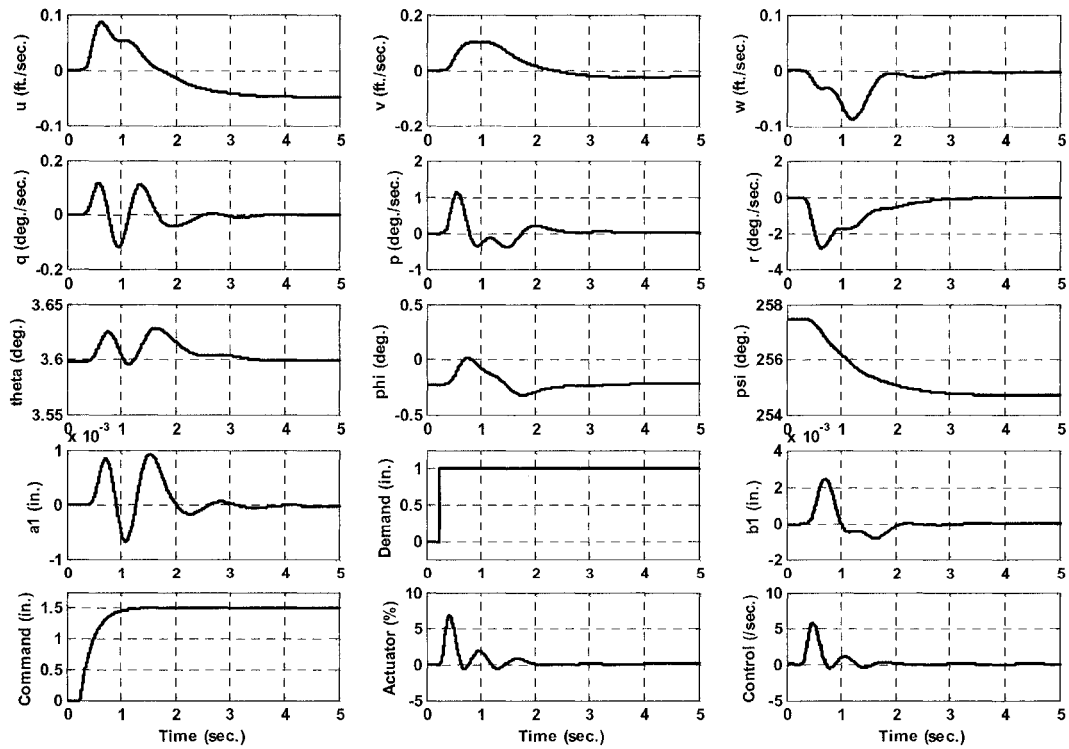 0.1
0
-0.1
u (ft./sec.)
0 1 2 3 4 5
0.2
0
-0.2
v (ft./sec.)
0 1 2 3 4 5
0.1
0
-0.1
w (ft./sec.)
0 1 2 3 4 5
0.2
0
-0.2
q (deg./sec.)
0 1 2 3 4 5
2
1
0
-1
p (deg./sec.)
0 1 2 3 4 5
2
0
-2
-4
r (deg./sec.)
0 1 2 3 4 5
3.65
3.6
3.55
theta (deg.)
0 1 2 3 4 5
0.5
0
-0.5
phi (deg.)
0 1 2 3 4 5
258
256
254
psi (deg.)
0 1 2 3 4 5
x 10-3
1
0
-1
a1 (in.)
0 1 2 3 4 5
1
0.5
0
Demand (in.)
0 1 2 3 4 5
x 10-3
4
2
0
-2
b1 (in.)
0 1 2 3 4 5
1.5
1
0.5
0
Command (in.)
0 1 2 3 4 5
Time (sec.)
10
5
0
-5
Actuator (%)
0 1 2 3 4 5
Time (sec.)
10
5
0
-5
Control (/sec.)
0 1 2 3 4 5
Time (sec.)